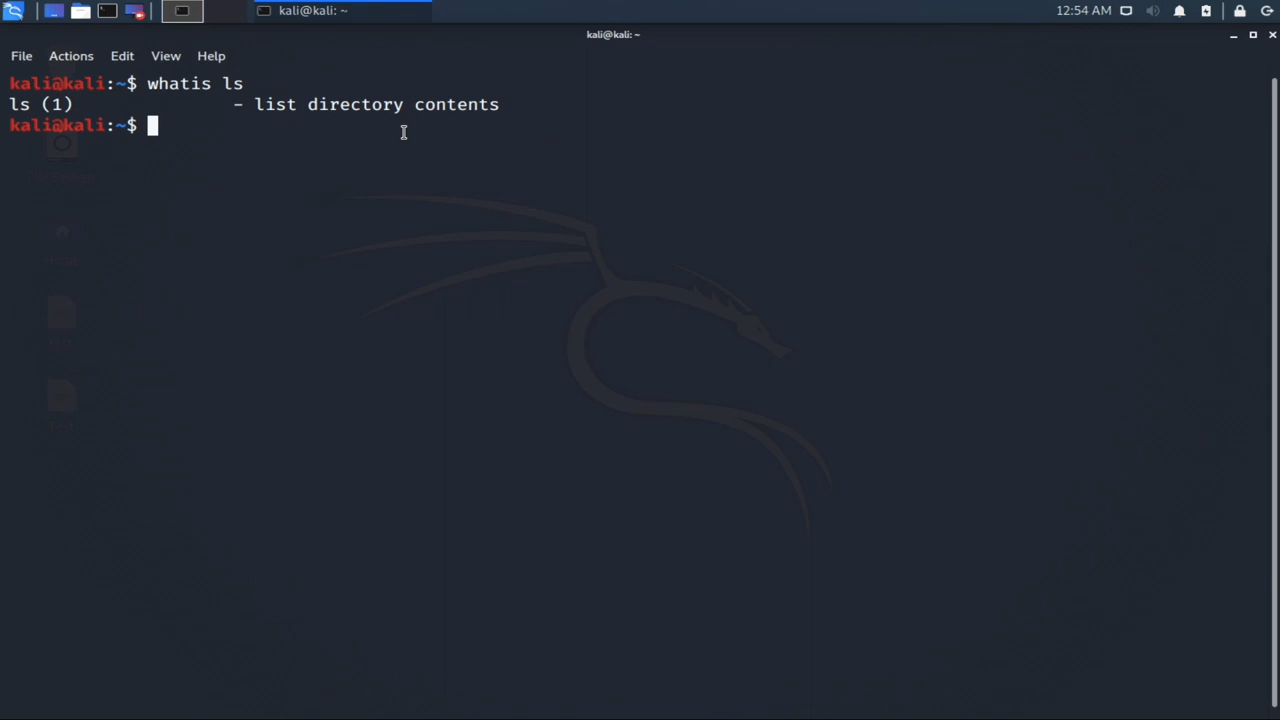 kali@kali: ~
12:54 AM
kali@kali: ~
File Actions Edit View Help
kali@kali:~$ whatis ls
ls (1)               - list directory contents
kali@kali:~$
Home